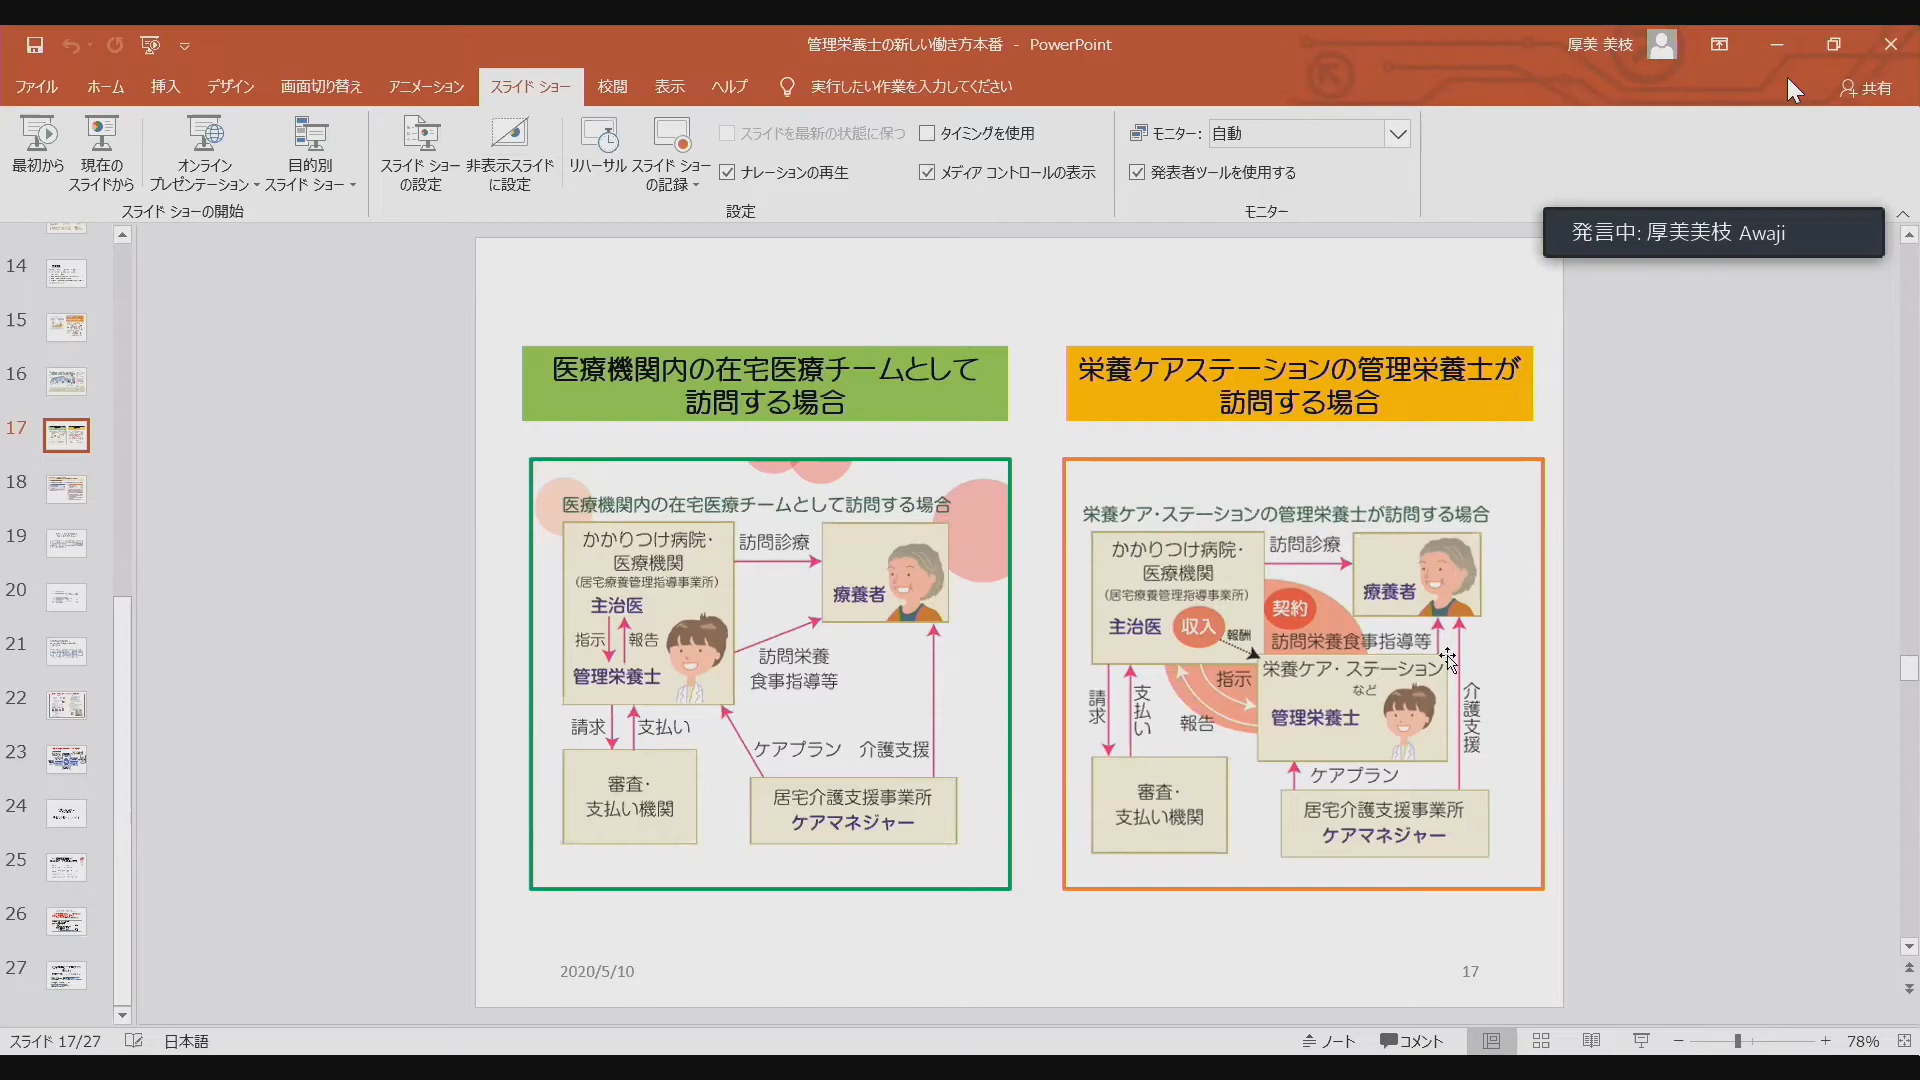 管理栄養士の新しい働き方本番 - PowerPoint
厚美 美枝
ファイル ホーム 挿入 デザイン 画面切り替え アニメーション スライド ショー 校閲 表示 ヘルプ 実行したい作業を入力してください 共有
最初から
現在の
スライドから
オンライン
プレゼンテーション
目的別
スライド ショー
スライド ショーの開始
スライド ショー
の設定
非表示スライド
に設定
リハーサル
スライド ショー
の記録
スライドを最新の状態に保つ
ナレーションの再生
タイミングを使用
メディア コントロールの表示
設定
モニター: 自動
発表者ツールを使用する
モニター
発言中: 厚美美枝 Awaji
14
15
16
17
18
19
20
21
22
23
24
25
26
27
医療機関内の在宅医療チームとして
訪問する場合
医療機関内の在宅医療チームとして訪問する場合
かかりつけ病院・
医療機関
(居宅療養管理指導事業所)
主治医
指示 報告
管理栄養士
訪問診療
療養者
訪問栄養
食事指導等
請求 支払い
ケアプラン 介護支援
審査・
支払い機関
居宅介護支援事業所
ケアマネジャー
栄養ケアステーションの管理栄養士が
訪問する場合
栄養ケア・ステーションの管理栄養士が訪問する場合
かかりつけ病院・
医療機関
(居宅療養管理指導事業所)
主治医 収入
報酬
訪問診療
契約
療養者
訪問栄養食事指導等
栄養ケア・ステーション
など
管理栄養士
指示
報告
請求
支払い
介護支援
ケアプラン
審査・
支払い機関
居宅介護支援事業所
ケアマネジャー
2020/5/10
17
スライド 17/27 日本語 ノート コメント 78%